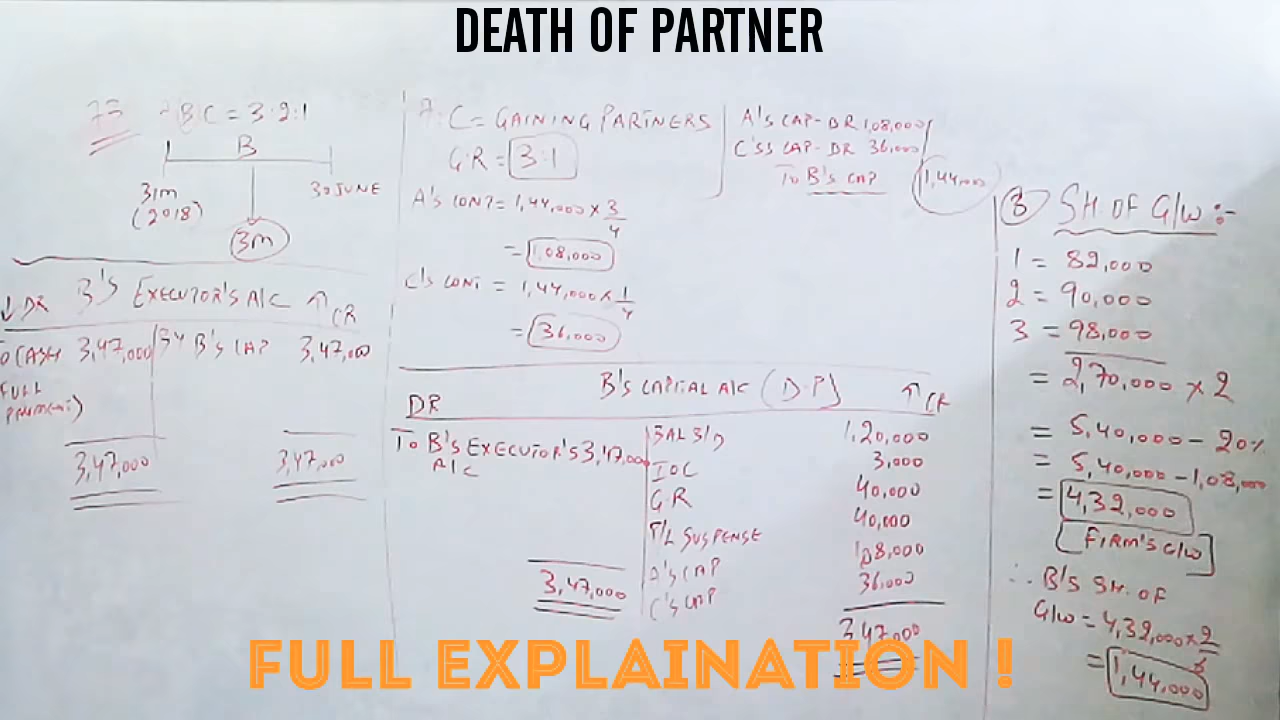 DEATH OF PARTNER
BC = 3:2:1
B
31m
(2018)
30 JUNE
3m
↓ DR B'S EXECUTOR'S A/C ↑ CR
TO CASH 3,47,000 BY B'S CAP 3,47,000
FULL
3,47,000 3,47,000
A:C = GAINING PARTNERS
G.R = 3:1
A'S CONT = 1,44,000 × 3/4
= 1,08,000
C'S CONT = 1,44,000 × 1/4
= 36,000
A'S CAP-DR 1,08,000
C'SS CAP-DR 36,000
TO B'S CAP 1,44,000
B'S CAPITAL A/C (D.P)
DR ↑ CR
TO B'S EXECUTOR'S 3,47,000 BAL B/D 1,20,000
A/C
IOC 3,000
G.R 40,000
P/L SUSPENSE 40,000
A'S CAP 1,08,000
C'S CAP 36,000
3,47,000
3,47,000
SH. OF G/W :-
1 = 82,000
2 = 90,000
3 = 98,000
= 2,70,000 × 2
= 5,40,000 - 20%
= 5,40,000 - 1,08,000
= 4,32,000
[FIRM'S G/W]
∴ B'S SH. OF
G/W = 4,32,000 × 2/6
= 1,44,000
FULL EXPLAINATION !